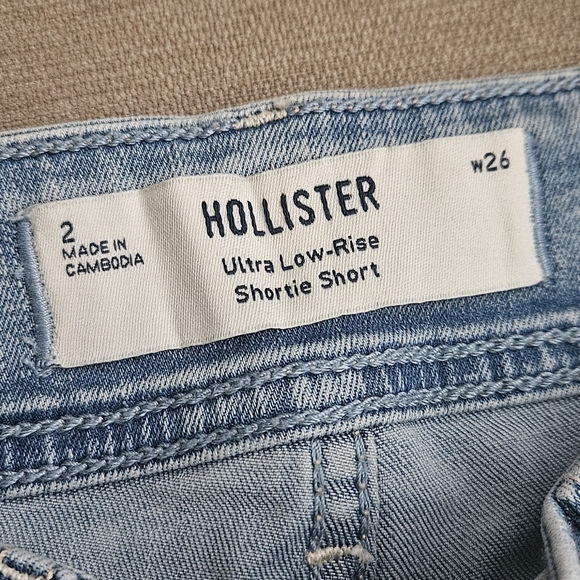 2
MADE IN
CAMBODIA
HOLLISTER
Ultra Low-Rise
Shortie Short
W26